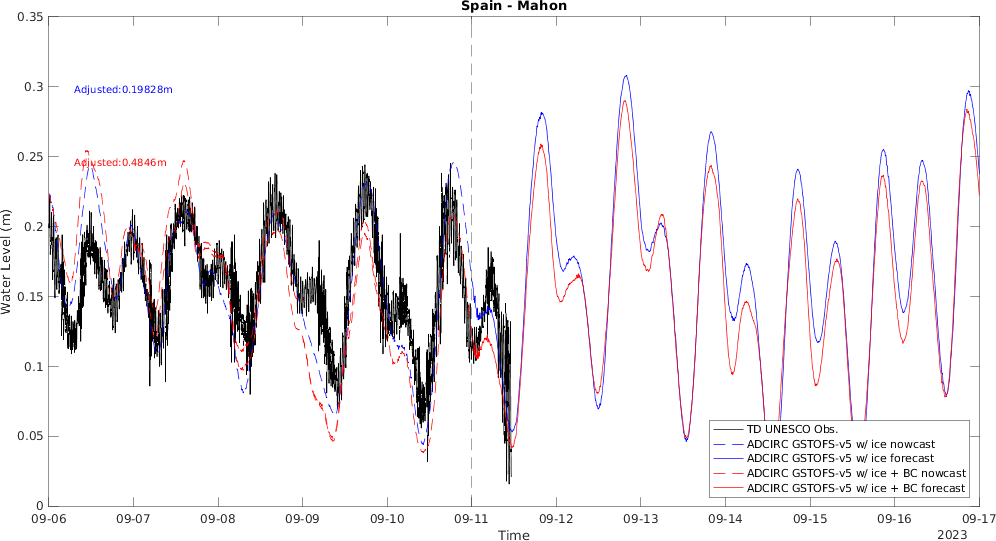 Spain - Mahon
0.35
0.3
0.25
0.2
0.15
0.1
0.05
0
Water Level (m)
Adjusted:0.19828m
Adjusted:0.4846m
TD UNESCO Obs.
ADCIRC GSTOFS-v5 w/ ice nowcast
ADCIRC GSTOFS-v5 w/ ice forecast
ADCIRC GSTOFS-v5 w/ ice + BC nowcast
ADCIRC GSTOFS-v5 w/ ice + BC forecast
09-06 09-07 09-08 09-09 09-10 09-11 09-12 09-13 09-14 09-15 09-16 09-17
Time
2023